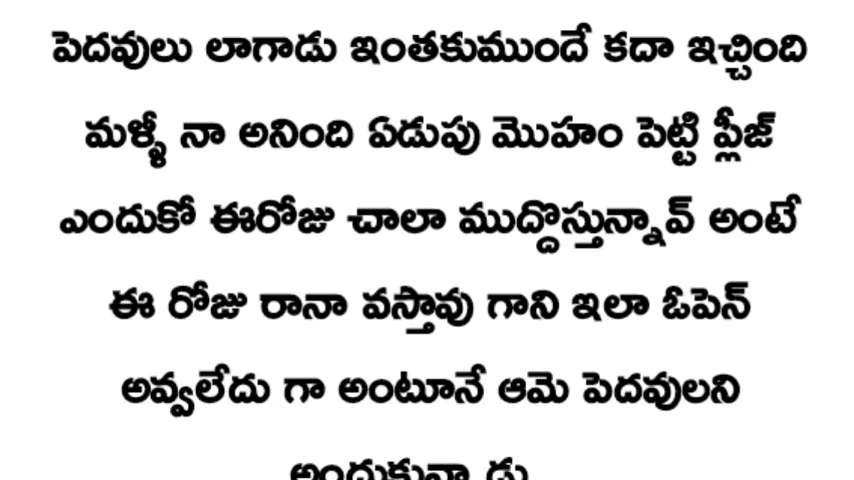 పెదవులు లాగాడు ఇంతకుముందే కదా ఇచ్చింది
మళ్ళీ నా అనింది ఏడుపు మొహం పెట్టి ప్లీజ్
ఎందుకో ఈరోజు చాలా ముద్దొస్తున్నావ్ అంటే
ఈ రోజు రానా వస్తావు గాని ఇలా ఓపెన్
అవ్వలేదు గా అంటూనే ఆమె పెదవులని
అందుకున్నాడు